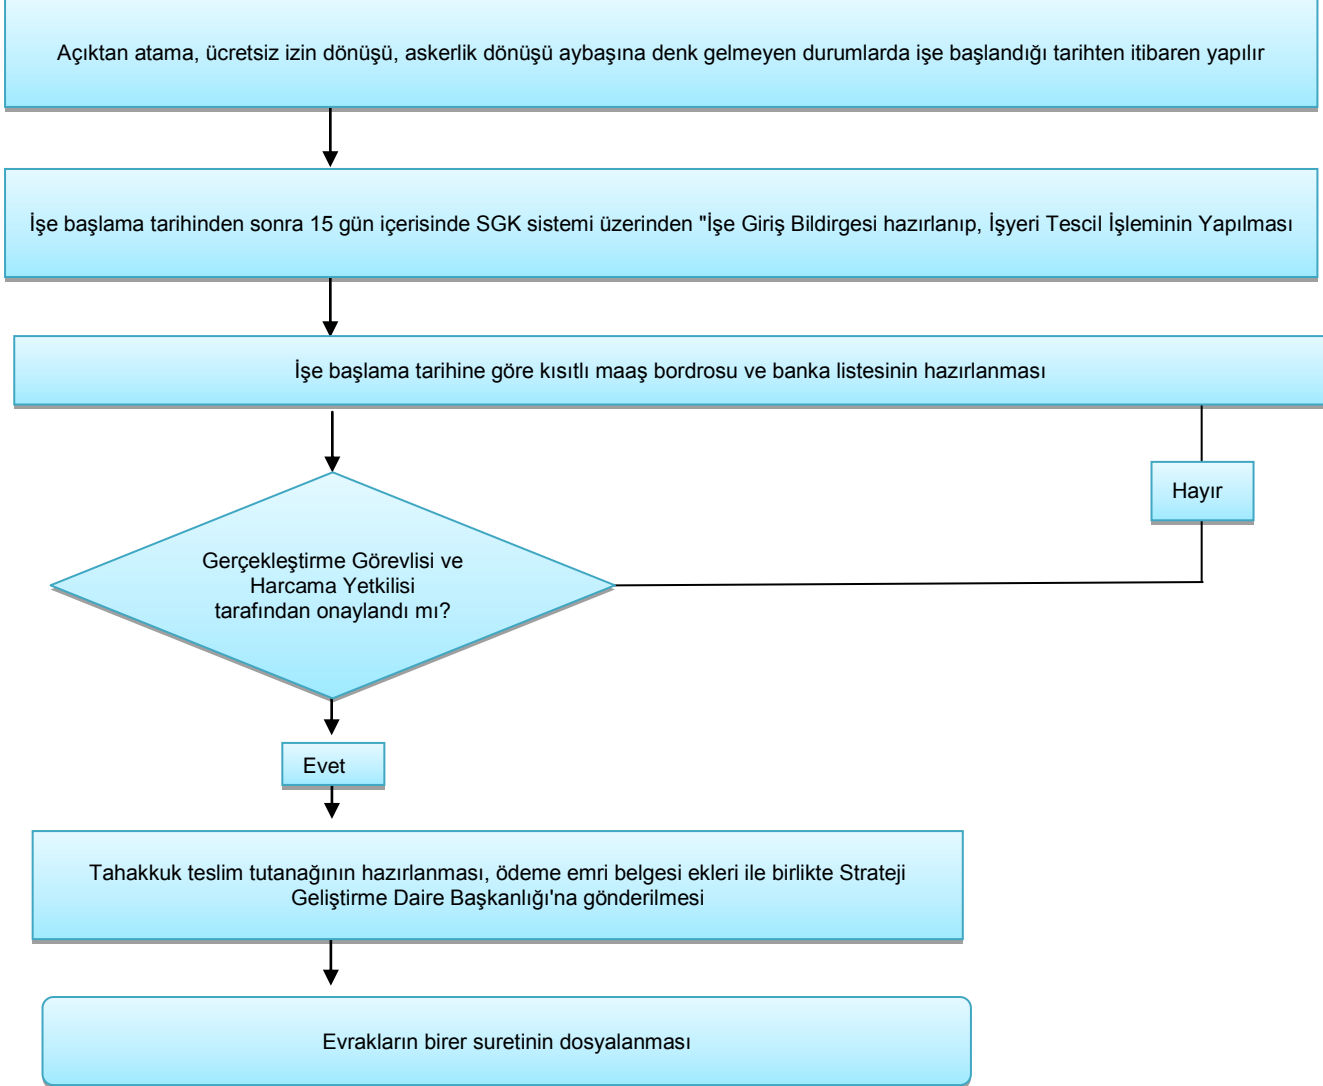 Açıktan atama, ücretsiz izin dönüşü, askerlik dönüşü aybaşına denk gelmeyen durumlarda işe başlandığı tarihten itibaren yapılır
İşe başlama tarihinden sonra 15 gün içerisinde SGK sistemi üzerinden "İşe Giriş Bildirgesi hazırlanıp, İşyeri Tescil İşleminin Yapılması
İşe başlama tarihine göre kısıtlı maaş bordrosu ve banka listesinin hazırlanması
Hayır
Gerçekleştirme Görevlisi ve
Harcama Yetkilisi
tarafından onaylandı mı?
Evet
Tahakkuk teslim tutanağının hazırlanması, ödeme emri belgesi ekleri ile birlikte Strateji
Geliştirme Daire Başkanlığı'na gönderilmesi
Evrakların birer suretinin dosyalanması